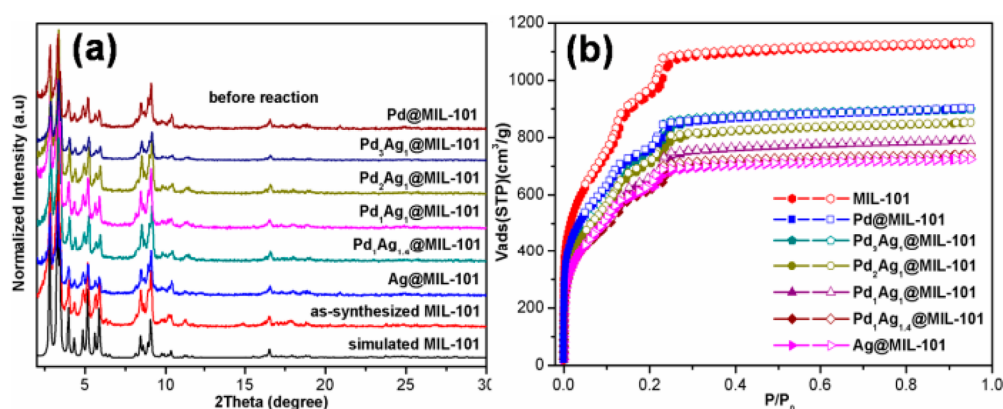 (a)
before reaction
Pd@MIL-101
Pd₃Ag₁@MIL-101
Pd₂Ag₁@MIL-101
Pd₁Ag₁@MIL-101
Pd₁Ag₁.₄@MIL-101
Ag@MIL-101
as-synthesized MIL-101
simulated MIL-101
Normalized Intensity (a.u)
5 10 15 20 25 30
2Theta (degree)
(b)
Vads(STP)(cm³/g)
1200
1000
800
600
400
200
0
MIL-101
Pd@MIL-101
Pd₃Ag₁@MIL-101
Pd₂Ag₁@MIL-101
Pd₁Ag₁@MIL-101
Pd₁Ag₁.₄@MIL-101
Ag@MIL-101
0.0 0.2 0.4 0.6 0.8 1.0
P/P₀